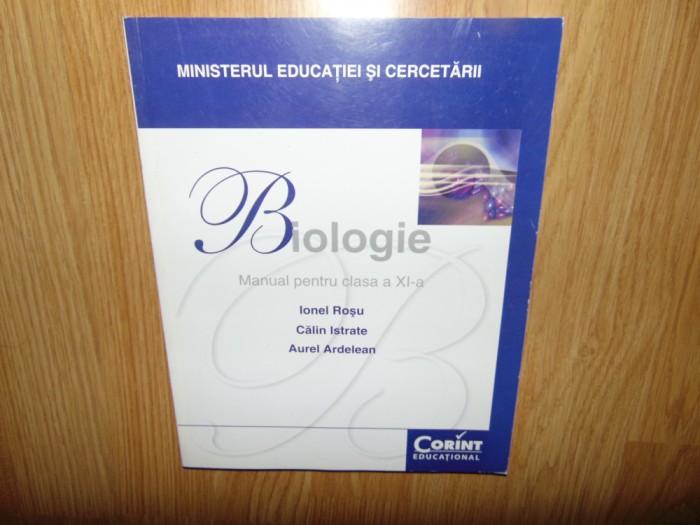 MINISTERUL EDUCAȚIEI ȘI CERCETĂRII
Biologie
Manual pentru clasa a XI-a
Ionel Roșu
Călin Istrate
Aurel Ardelean
CORINT
EDUCAȚIONAL